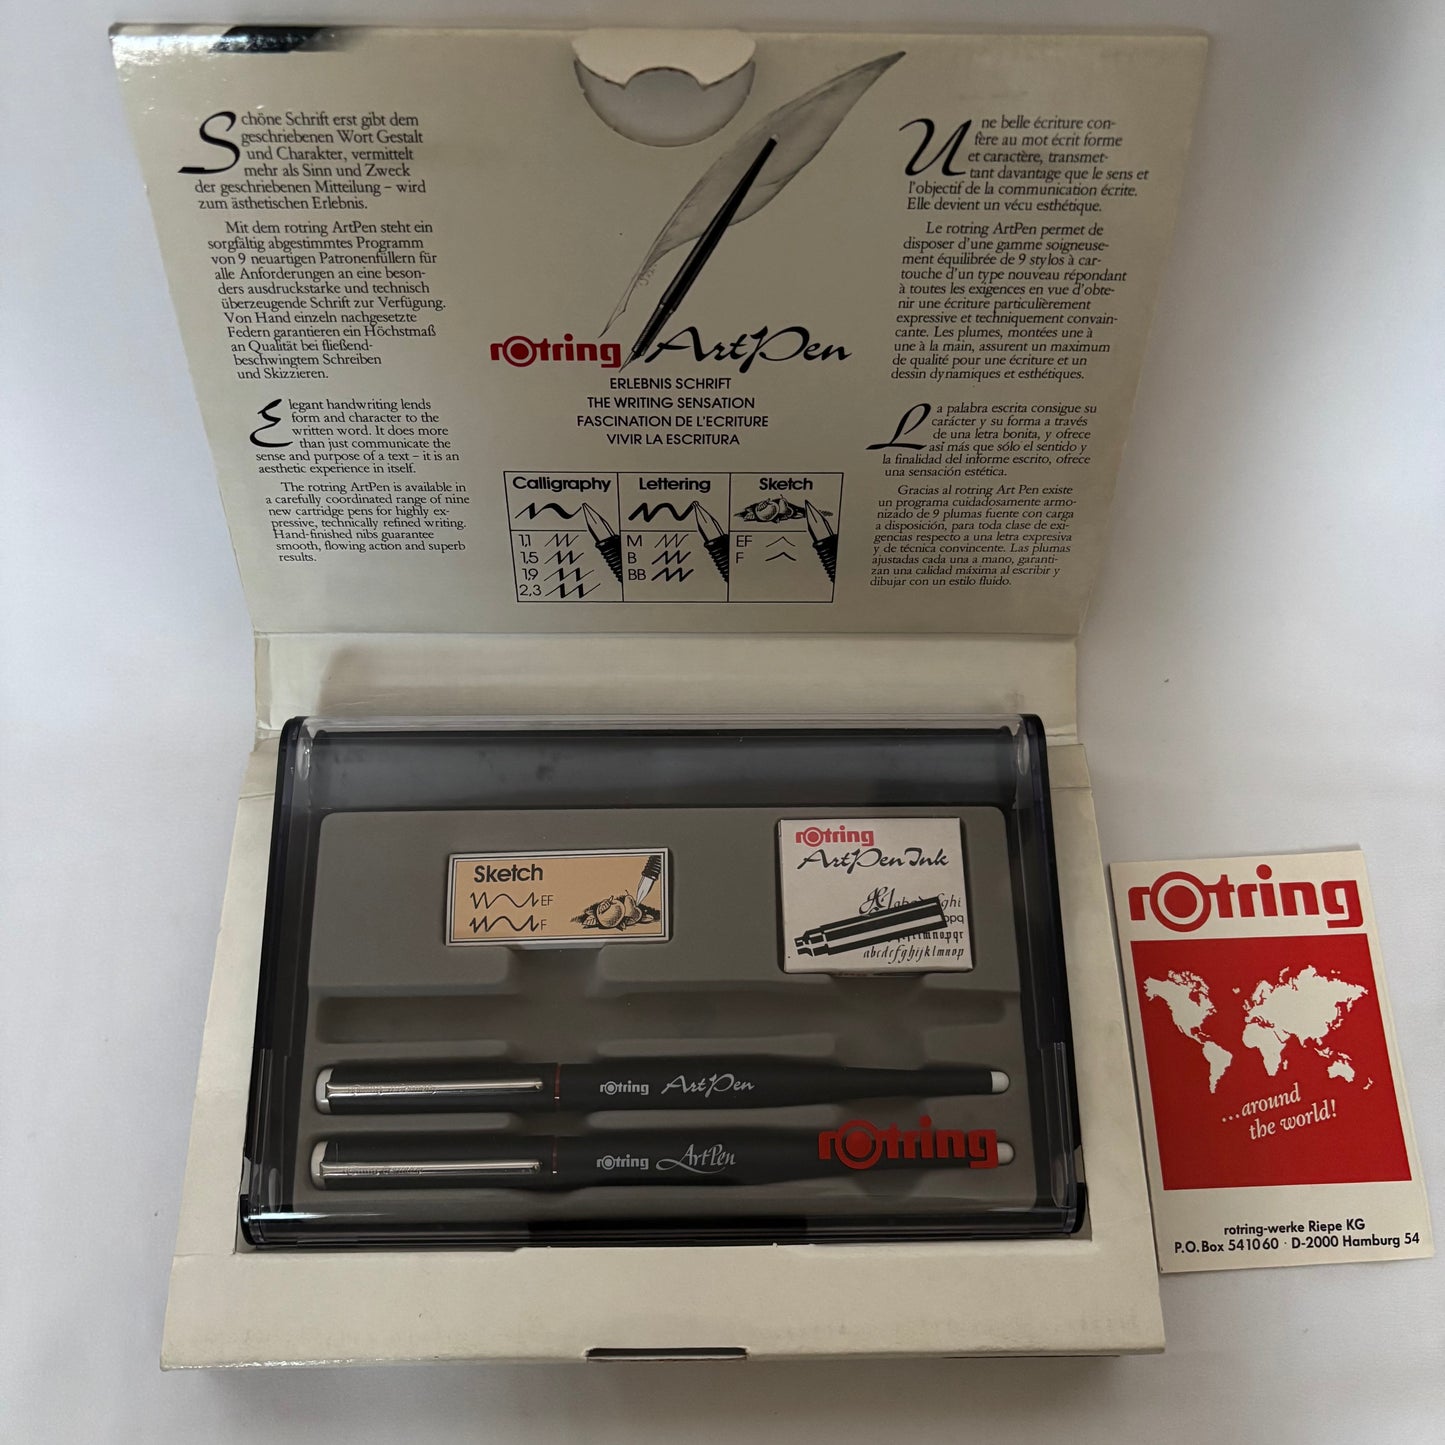 Schöne Schrift erst gibt dem
geschriebenen Wort Gestalt
und Charakter, vermittelt
mehr als Sinn und Zweck
der geschriebenen Mitteilung – wird
zum ästhetischen Erlebnis.
Mit dem rotring ArtPen steht ein
sorgfältig abgestimmtes Programm
von 9 neuartigen Patronenfüllern für
alle Anforderungen an eine beson-
ders ausdruckstarke und technisch
überzeugende Schrift zur Verfügung.
Von Hand einzeln nachgesetzte
Federn garantieren ein Höchstmaß
an Qualität bei fließend-
beschwingtem Schreiben
und Skizzieren.
Elegant handwriting lends
form and character to the
written word. It does more
than just communicate the
sense and purpose of a text – it is an
aesthetic experience in itself.
The rotring ArtPen is available in
a carefully coordinated range of nine
new cartridge pens for highly ex-
pressive, technically refined writing.
Hand-finished nibs guarantee
smooth, flowing action and superb
results.
rotring ArtPen
ERLEBNIS SCHRIFT
THE WRITING SENSATION
FASCINATION DE L'ECRITURE
VIVIR LA ESCRITURA
Calligraphy Lettering Sketch
1,1 M EF
1,5 B F
1,9 BB
2,3
Une belle écriture con-
fère au mot écrit forme
et caractère, transmet-
tant davantage que le sens et
l'objectif de la communication écrite.
Elle devient un vécu esthétique.
Le rotring ArtPen permet de
disposer d'une gamme soigneuse-
ment équilibrée de 9 stylos à car-
touche d'un type nouveau répondant
à toutes les exigences en vue d'obte-
nir une écriture particulièrement
expressive et techniquement convain-
cante. Les plumes, montées une à
une à la main, assurent un maximum
de qualité pour une écriture et un
dessin dynamiques et esthétiques.
La palabra escrita consigue su
carácter y su forma a través
de una letra bonita, y ofrece
así más que sólo el sentido y
la finalidad del informe escrito, ofrece
una sensación estética.
Gracias al rotring Art Pen existe
un programa cuidadosamente armo-
nizado de 9 plumas fuente con carga
a disposición, para toda clase de exi-
gencias respecto a una letra expresiva
y de técnica convincente. Las plumas
ajustadas cada una a mano, garanti-
zan una calidad máxima al escribir y
dibujar con un estilo fluido.
Sketch
EF
F
rotring
ArtPen Ink
ghi
opq
lmnopqr
abcdefghijklmnop
rotring ArtPen
rotring ArtPen
rotring
rotring
...around
the world!
rotring-werke Riepe KG
P.O.Box 541060 · D-2000 Hamburg 54